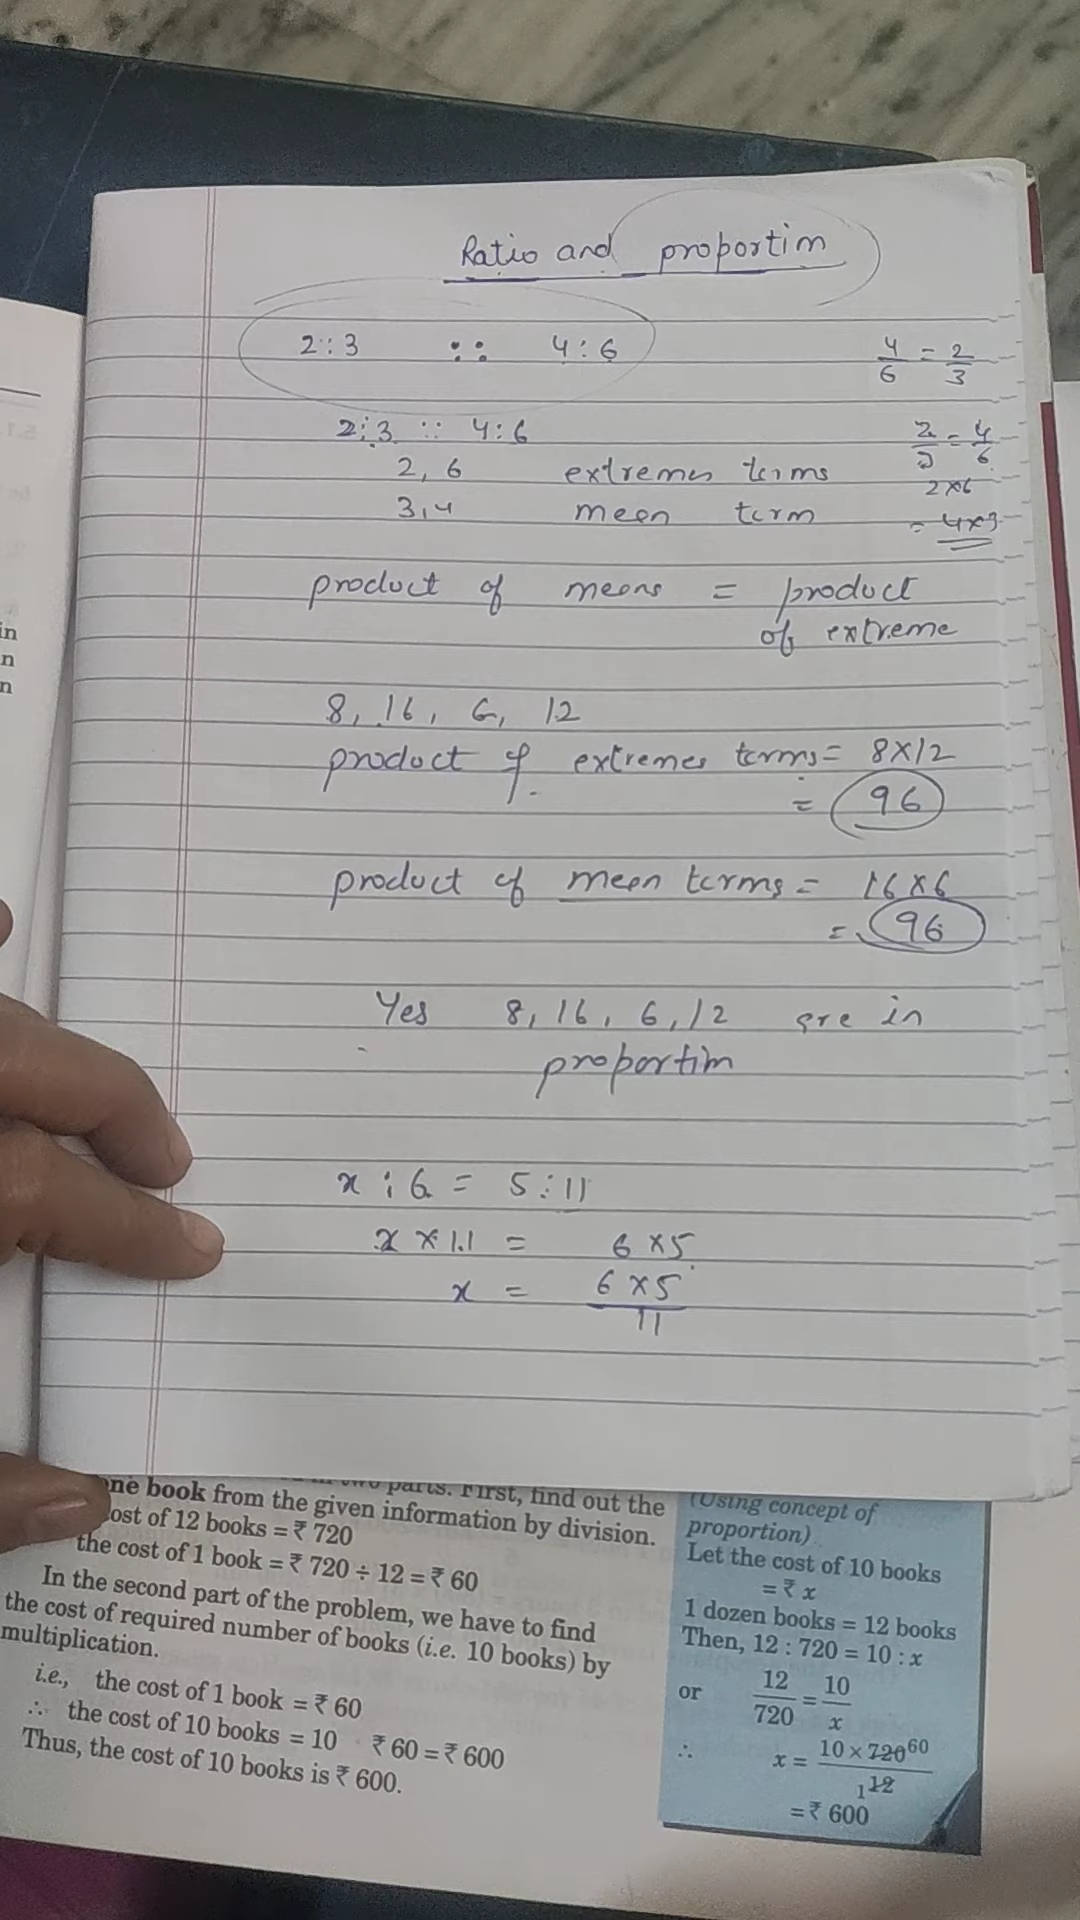 Ratio and proportion
2:3 :: 4:6
4/6 = 2/3
2:3 :: 4:6
2/3 = 4/6
2, 6 extremes terms
2×6
3,4 mean term
= 4×3
product of means = product
of extreme
8, 16, 6, 12
product of extremes terms = 8×12
= 96
product of mean terms = 16×6
= 96
Yes 8, 16, 6, 12 are in
proportion
x : 6 = 5 : 11
x × 11 = 6 × 5
x = 6 × 5 / 11
in
n
n
two parts. First, find out the
one book from the given information by division.
cost of 12 books = ₹ 720
the cost of 1 book = ₹ 720 ÷ 12 = ₹ 60
In the second part of the problem, we have to find
the cost of required number of books (i.e. 10 books) by
multiplication.
i.e., the cost of 1 book = ₹ 60
∴ the cost of 10 books = 10 ₹ 60 = ₹ 600
Thus, the cost of 10 books is ₹ 600.
(Using concept of
proportion)
Let the cost of 10 books
= ₹ x
1 dozen books = 12 books
Then, 12 : 720 = 10 : x
or 12/720 = 10/x
∴ x = 10 × 720 60 / 1 12
= ₹ 600